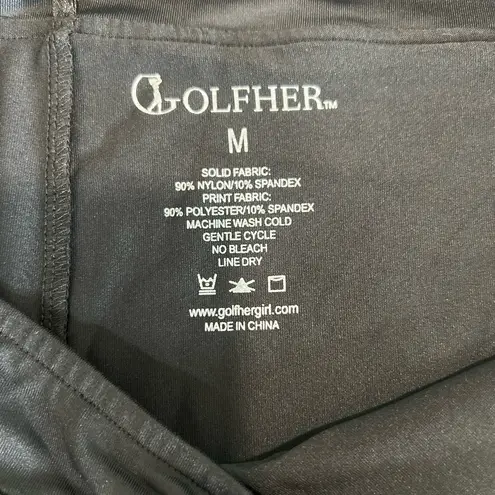 GOLFHER™
M
SOLID FABRIC:
90% NYLON/10% SPANDEX
PRINT FABRIC:
90% POLYESTER/10% SPANDEX
MACHINE WASH COLD
GENTLE CYCLE
NO BLEACH
LINE DRY
www.golfhergirl.com
MADE IN CHINA